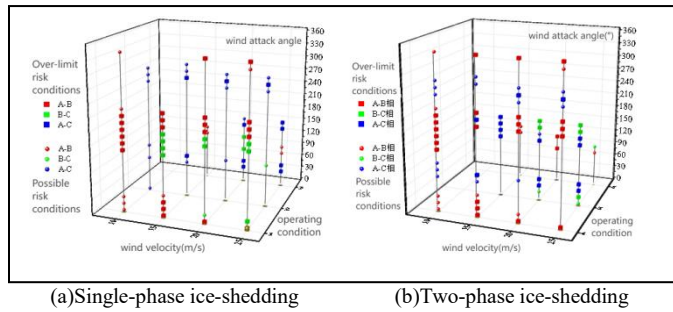 wind attack angle
360
330
300
270
240
210
180
150
120
90
60
30
0
Over-limit
risk
conditions
A-B
B-C
A-C
A-B
B-C
A-C
Possible
risk
conditions
operating
condition
wind velocity(m/s)
wind attack angle(°)
360
330
300
270
240
210
180
150
120
90
60
30
0
Over-limit
risk
conditions
A-B相
B-C相
A-C相
A-B相
B-C相
A-C相
Possible
risk
conditions
operating
condition
wind velocity(m/s)
(a)Single-phase ice-shedding
(b)Two-phase ice-shedding